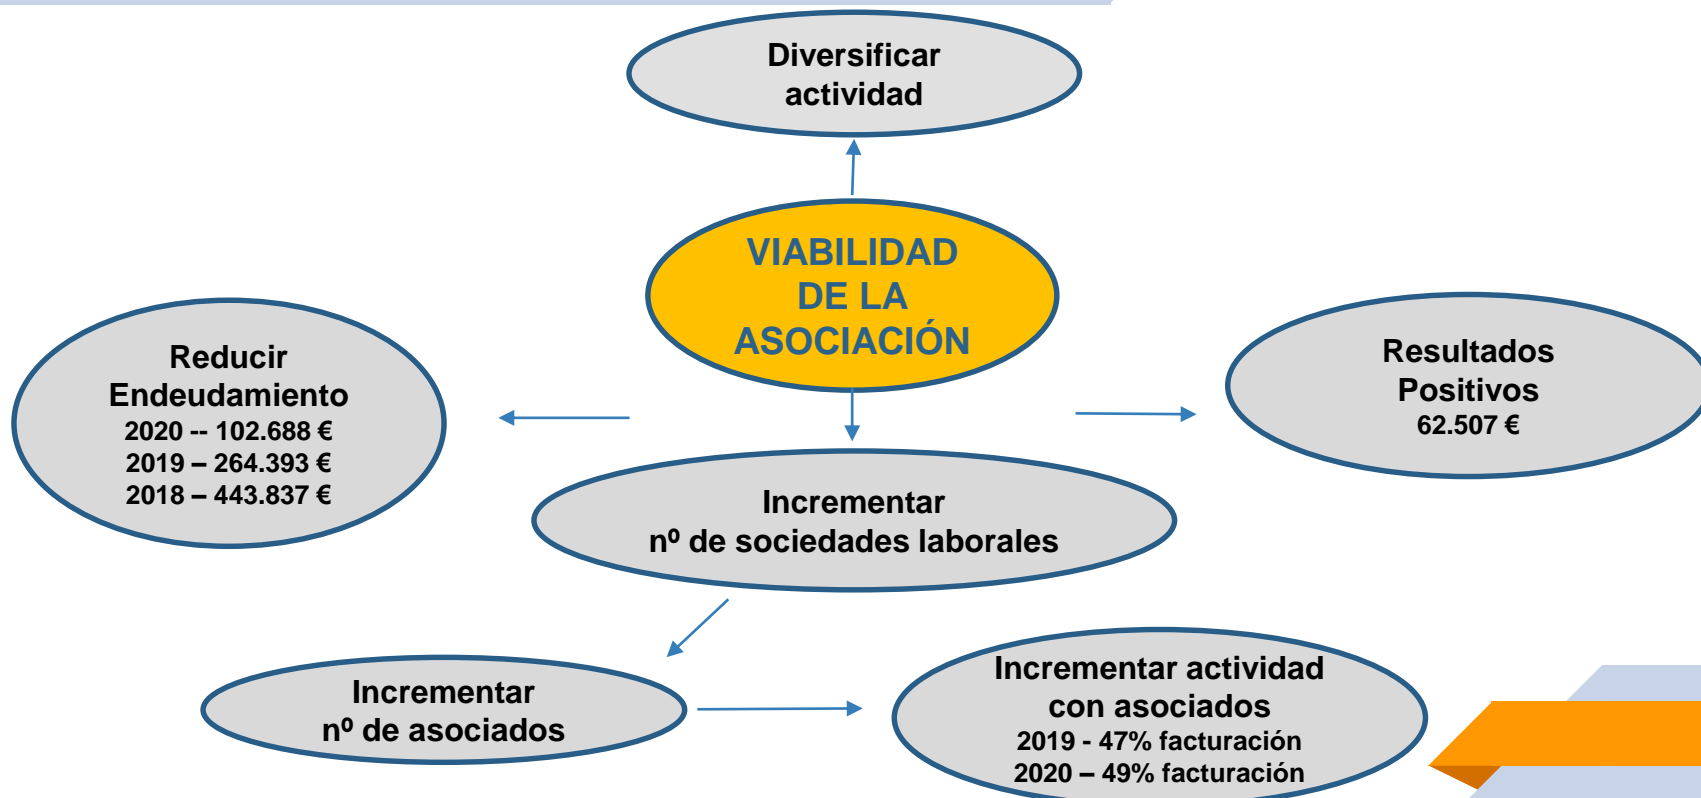 Diversificar
actividad
VIABILIDAD
DE LA
ASOCIACIÓN
Reducir
Endeudamiento
2020 -- 102.688 €
2019 – 264.393 €
2018 – 443.837 €
Resultados
Positivos
62.507 €
Incrementar
nº de sociedades laborales
Incrementar
nº de asociados
Incrementar actividad
con asociados
2019 - 47% facturación
2020 – 49% facturación